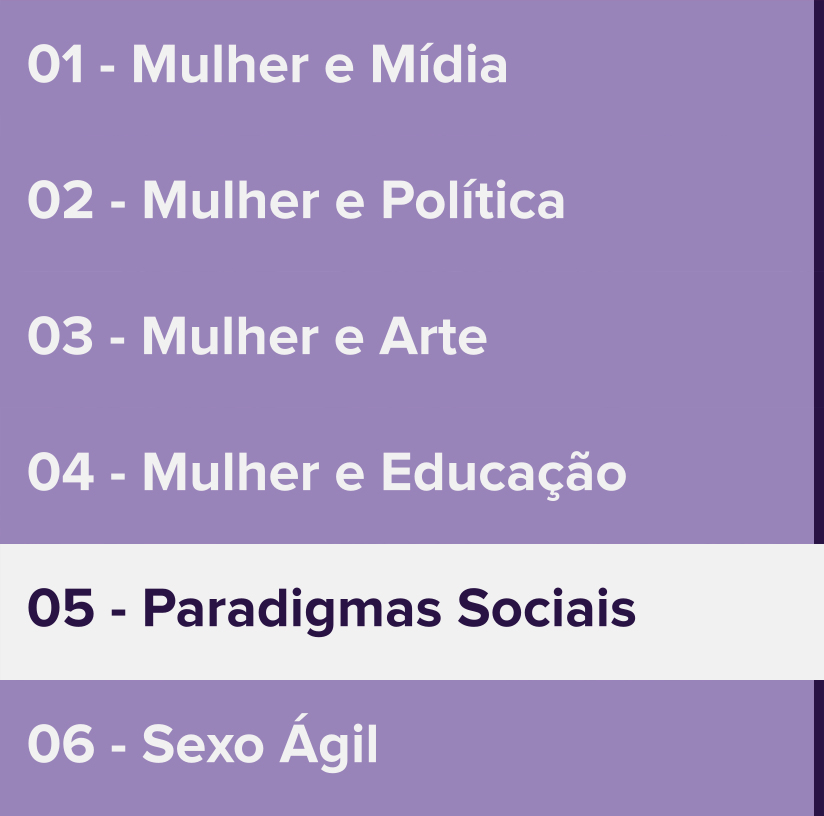 01 - Mulher e Mídia
02 - Mulher e Política
03 - Mulher e Arte
04 - Mulher e Educação
05 - Paradigmas Sociais
06 - Sexo Ágil